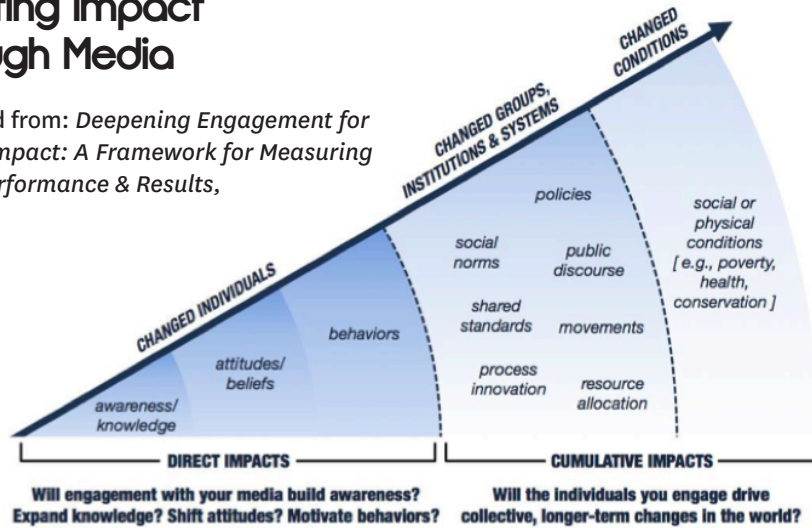 Impact
ugh Media
d from: Deepening Engagement for
mpact: A Framework for Measuring
rformance & Results,
CHANGED INDIVIDUALS
CHANGED GROUPS,
INSTITUTIONS & SYSTEMS
CHANGED
CONDITIONS
awareness/
knowledge
attitudes/
beliefs
behaviors
policies
social
norms
public
discourse
shared
standards
movements
process
innovation
resource
allocation
social or
physical
conditions
[ e.g., poverty,
health,
conservation ]
DIRECT IMPACTS
Will engagement with your media build awareness?
Expand knowledge? Shift attitudes? Motivate behaviors?
CUMULATIVE IMPACTS
Will the individuals you engage drive
collective, longer-term changes in the world?